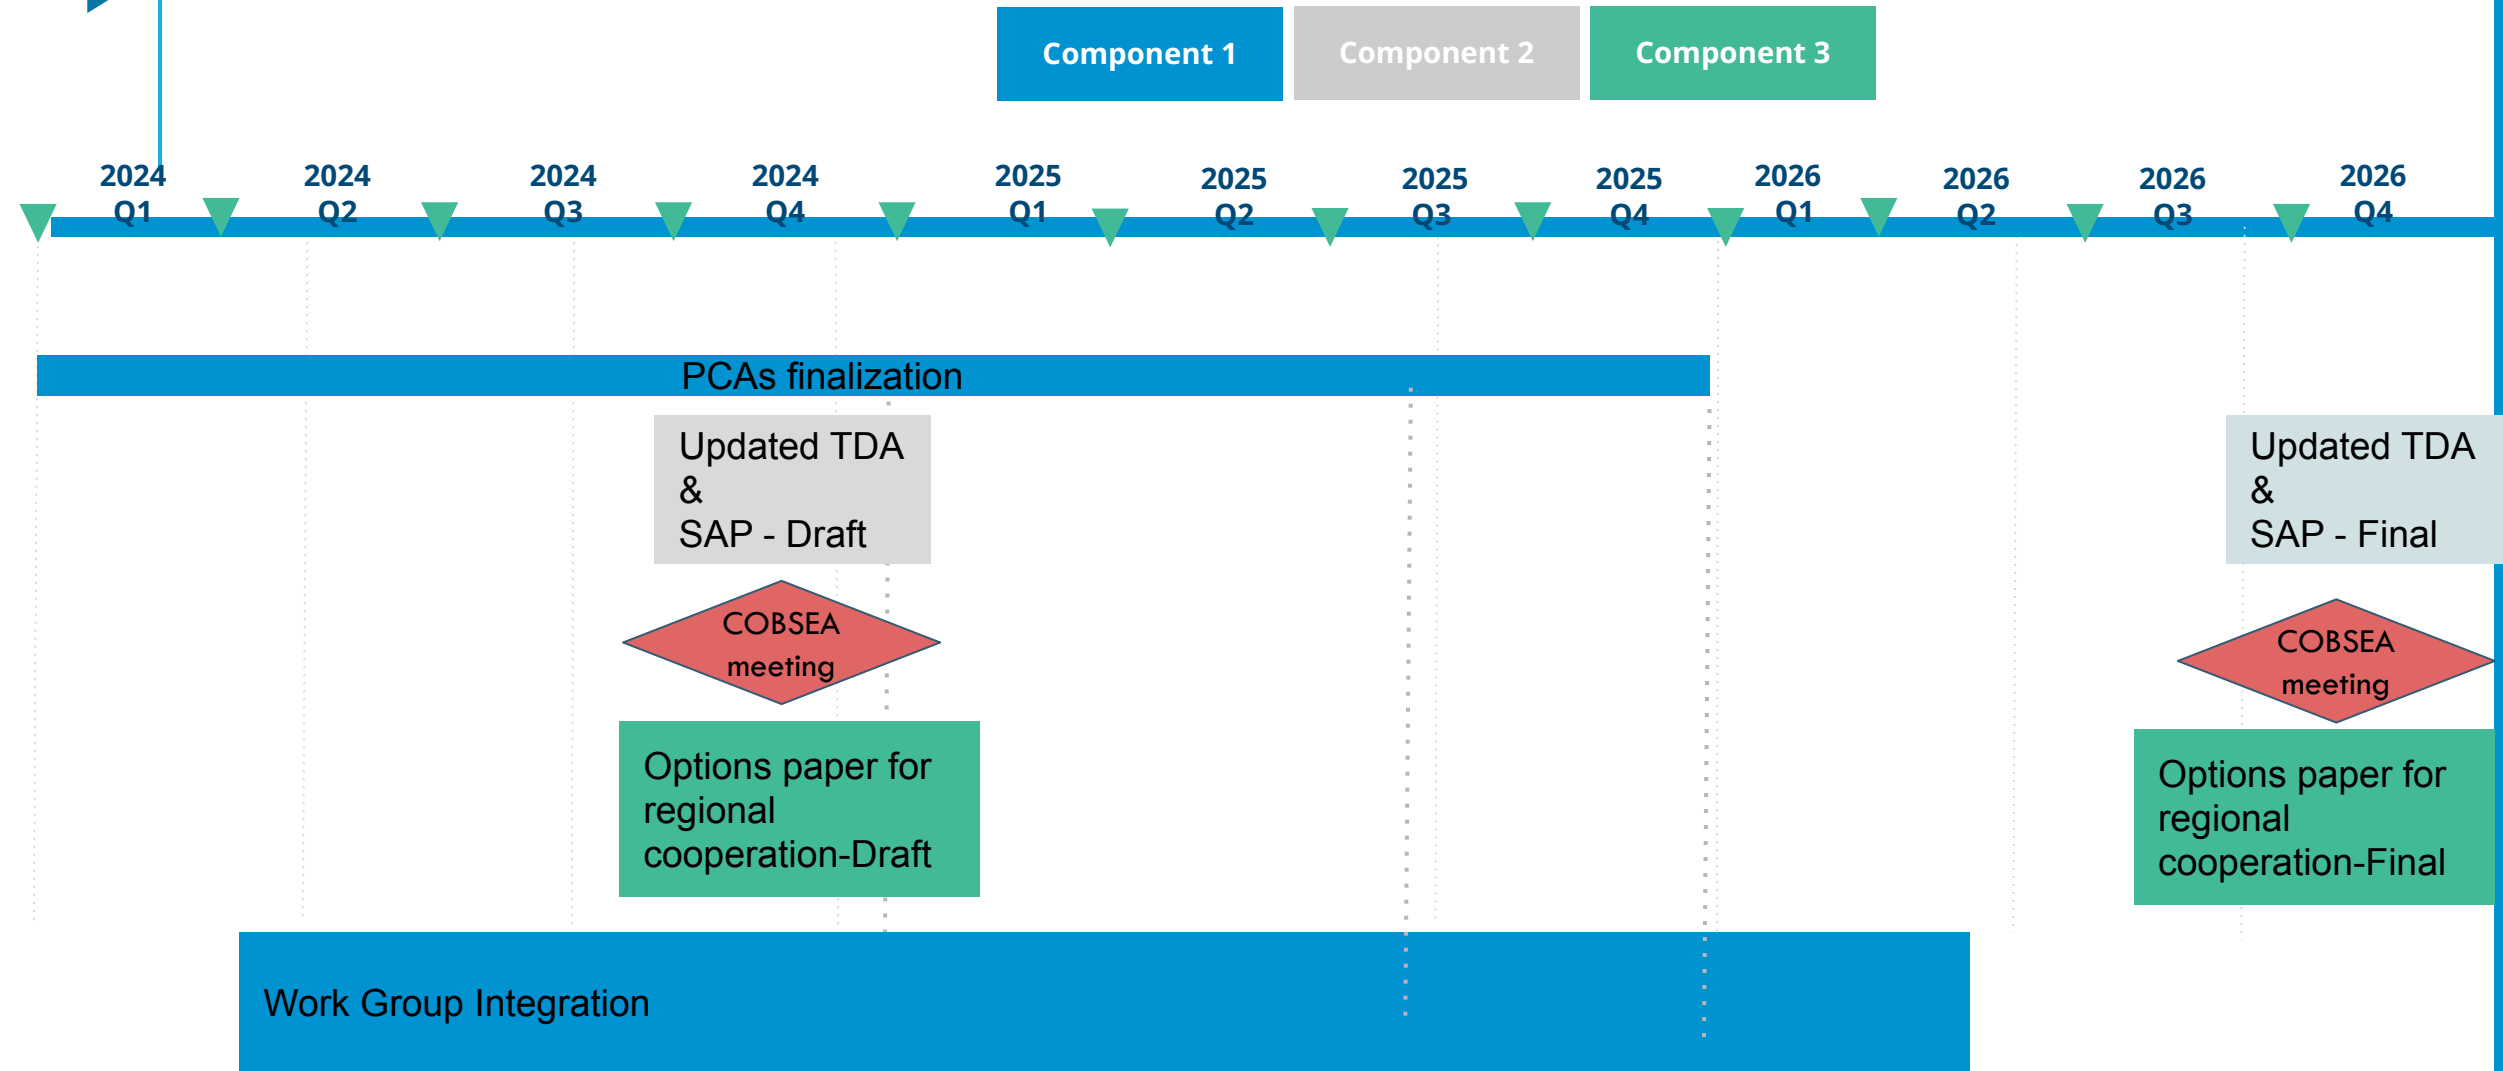 Component 1
Component 2
Component 3
2024
Q1
2024
Q2
2024
Q3
2024
Q4
2025
Q1
2025
Q2
2025
Q3
2025
Q4
2026
Q1
2026
Q2
2026
Q3
2026
Q4
PCAs finalization
Updated TDA
&
SAP - Draft
Updated TDA
&
SAP - Final
COBSEA
meeting
COBSEA
meeting
Options paper for
regional
cooperation-Draft
Options paper for
regional
cooperation-Final
Work Group Integration